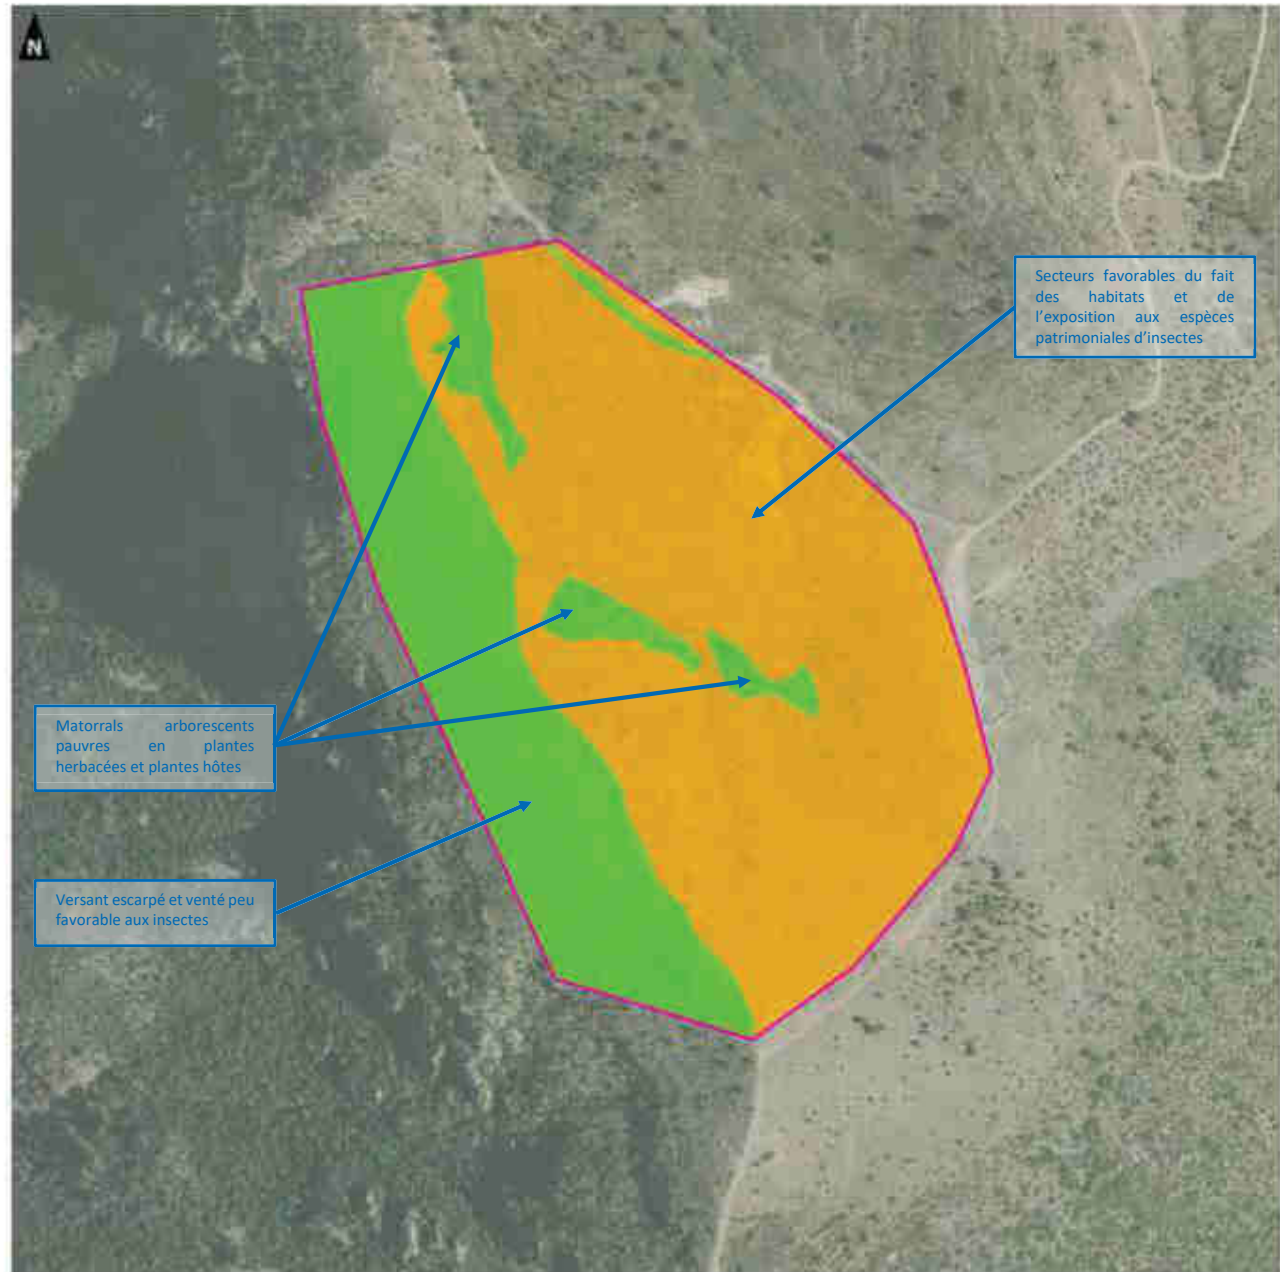 N
Secteurs favorables du fait
des habitats et de
l'exposition aux espèces
patrimoniales d'insectes
Matorrals arborescents
pauvres en plantes
herbacées et plantes hôtes
Versant escarpé et venté peu
favorable aux insectes